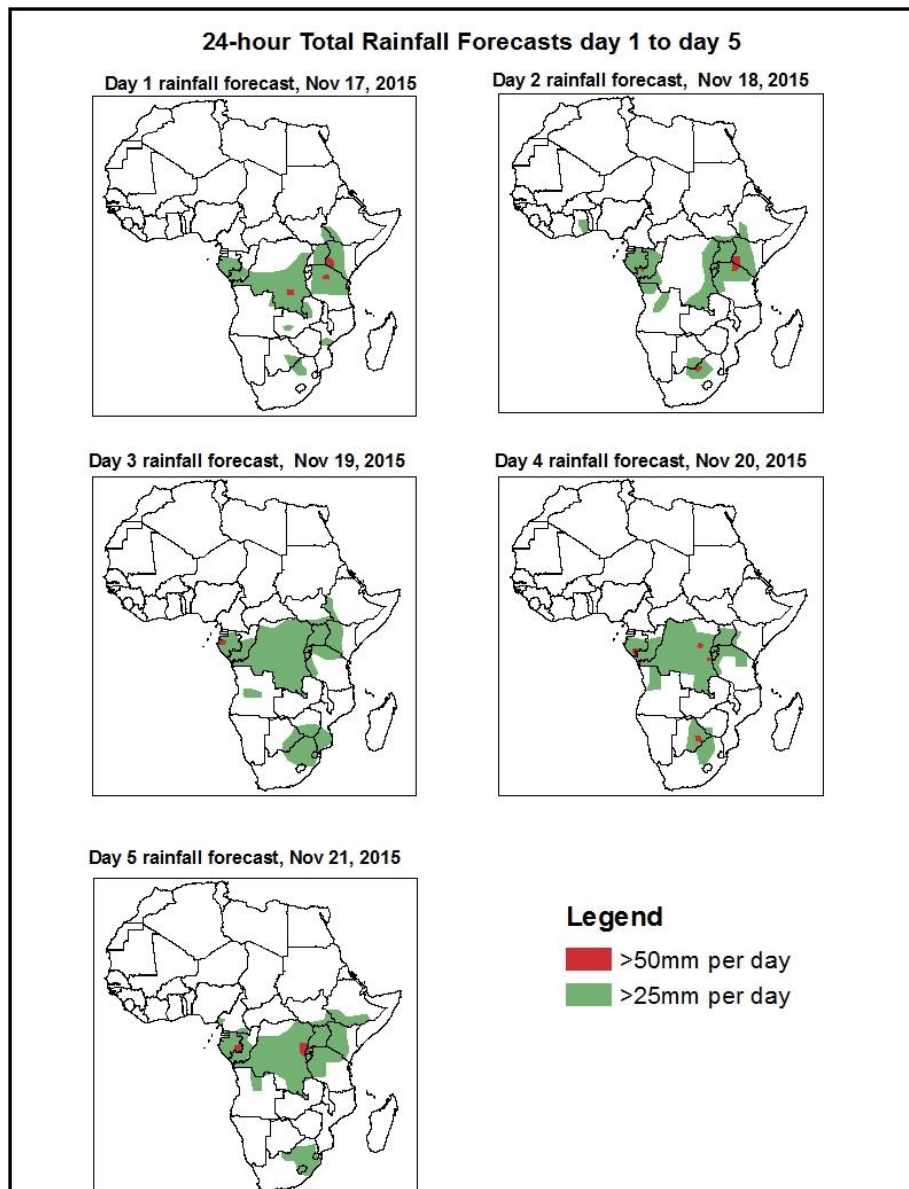 24-hour Total Rainfall Forecasts day 1 to day 5
Day 1 rainfall forecast, Nov 17, 2015
Day 2 rainfall forecast, Nov 18, 2015
Day 3 rainfall forecast, Nov 19, 2015
Day 4 rainfall forecast, Nov 20, 2015
Day 5 rainfall forecast, Nov 21, 2015
Legend
>50mm per day
>25mm per day